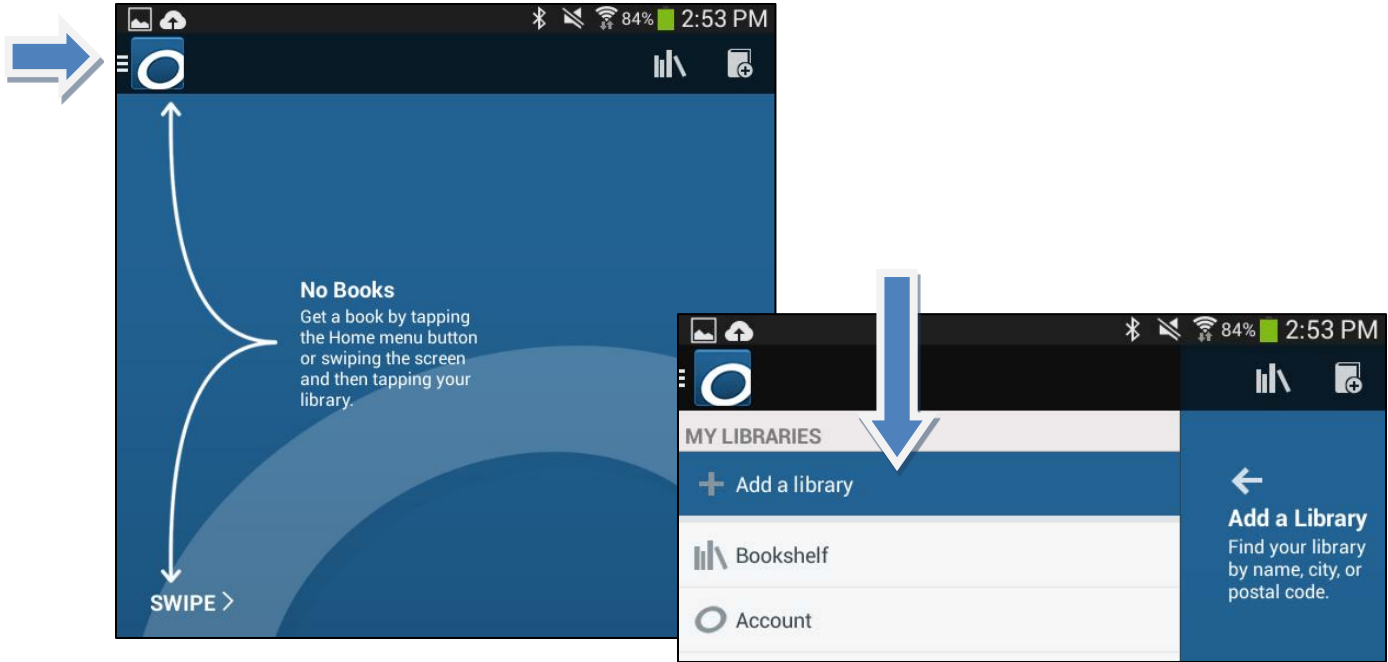 84% 2:53 PM
No Books
Get a book by tapping
the Home menu button
or swiping the screen
and then tapping your
library.
SWIPE >
84% 2:53 PM
MY LIBRARIES
Add a library
Bookshelf
Account
Add a Library
Find your library
by name, city, or
postal code.